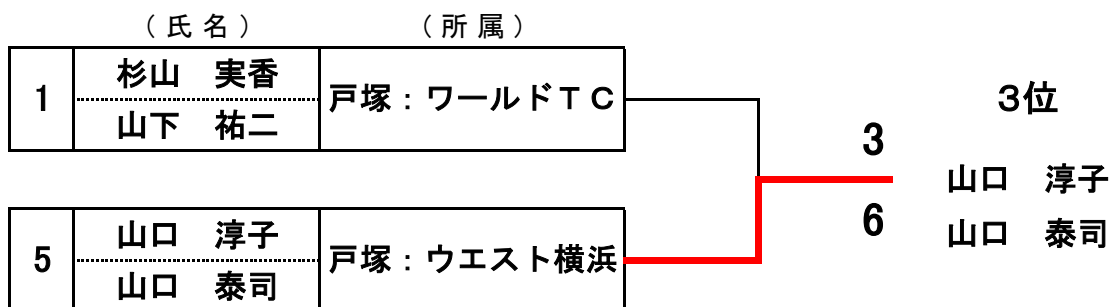 (氏名) (所属)
1 杉山 実香 戸塚:ワールドTC
山下 祐二
3位
3
山口 淳子
6
山口 泰司
5 山口 淳子 戸塚:ウエスト横浜
山口 泰司